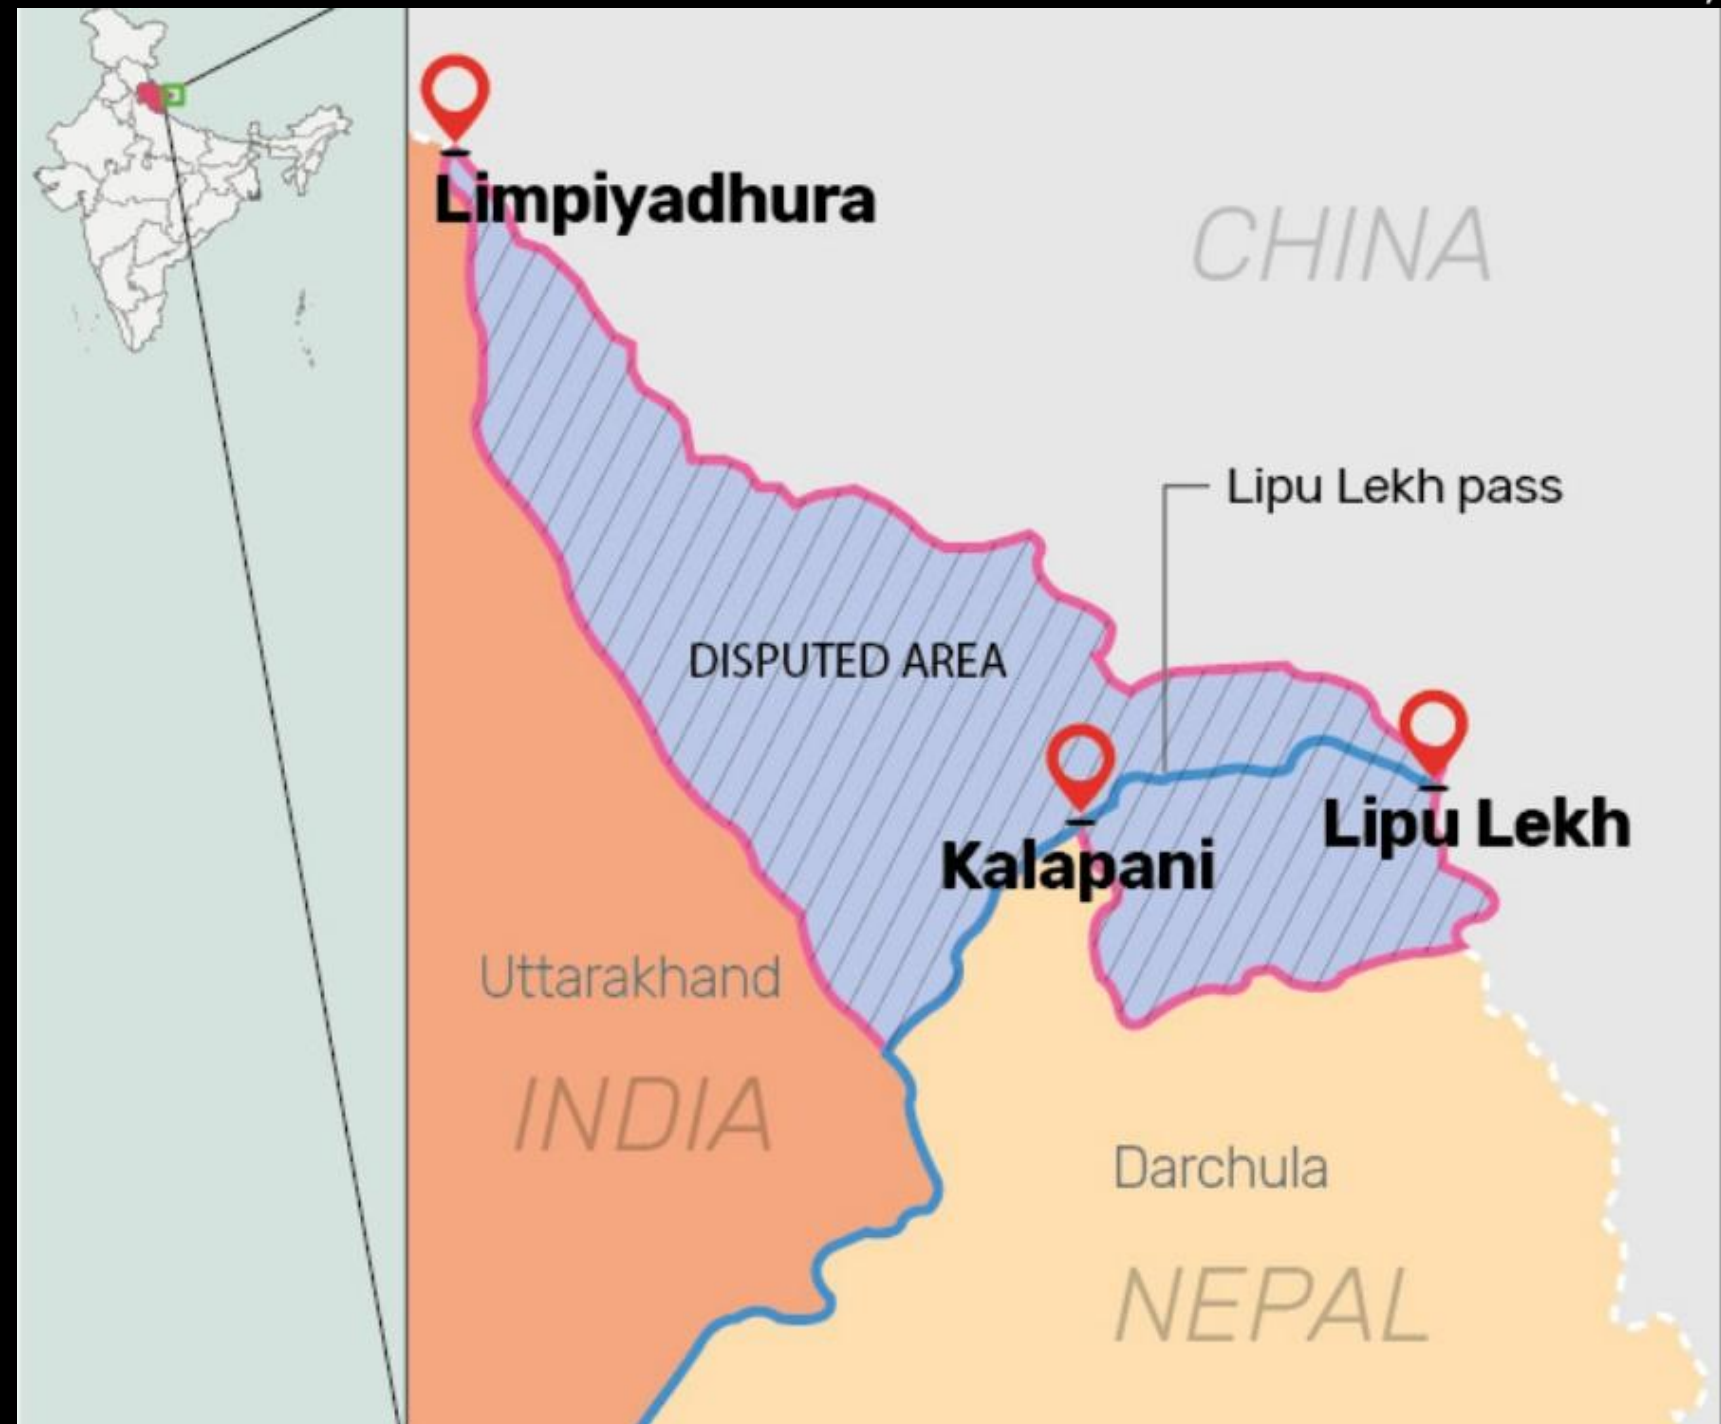 Limpiyadhura
CHINA
Lipu Lekh pass
DISPUTED AREA
Lipu Lekh
Kalapani
Uttarakhand
INDIA
Darchula
NEPAL